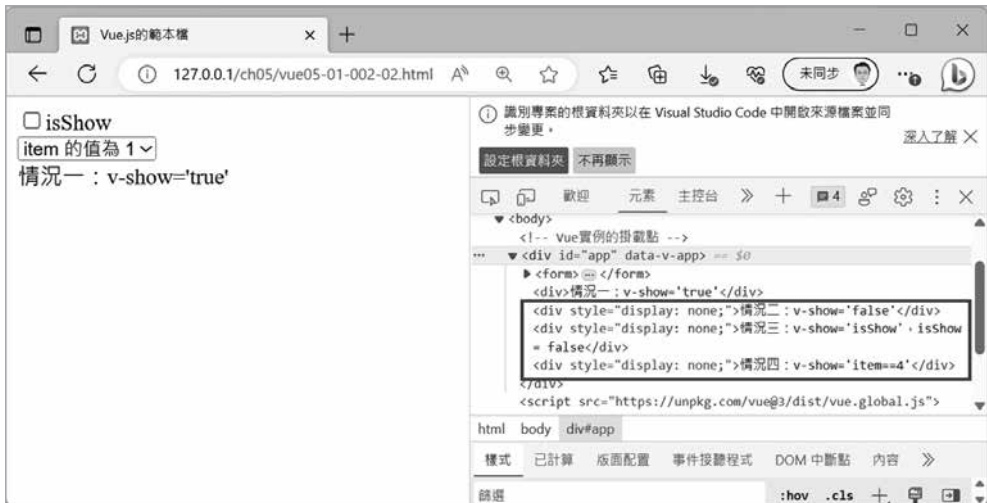 Vue.js的範本檔
127.0.0.1/ch05/vue05-01-002-02.html
未同步
isShow
item 的值為 1
情況一：v-show='true'
識別專案的根資料夾以在 Visual Studio Code 中開啟來源檔案並同
步變更。
深入了解
設定根資料夾 不再顯示
歡迎 元素 主控台 4
<body>
<!-- Vue實例的掛載點 -->
<div id="app" data-v-app> == $0
<form> … </form>
<div>情況一：v-show='true'</div>
<div style="display: none;">情況二：v-show='false'</div>
<div style="display: none;">情況三：v-show='isShow'，isShow
= false</div>
<div style="display: none;">情況四：v-show='item==4'</div>
</div>
<script src="https://unpkg.com/vue@3/dist/vue.global.js">
html body div#app
樣式 已計算 版面配置 事件接聽程式 DOM 中斷點 內容
篩選 :hov .cls